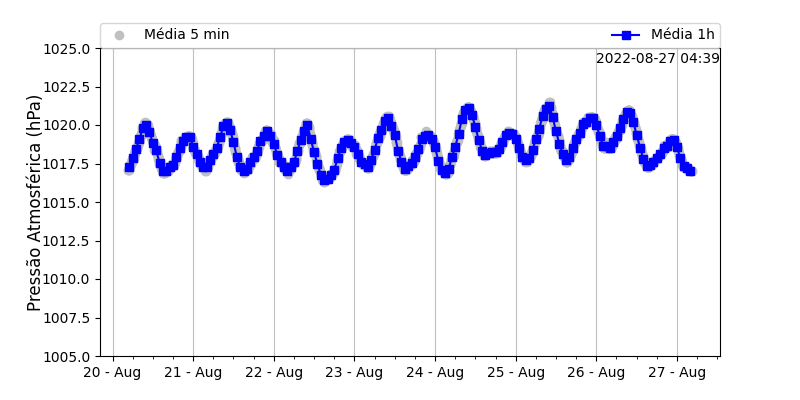 Média 5 min
Média 1h
2022-08-27 04:39
Pressão Atmosférica (hPa)
1025.0
1022.5
1020.0
1017.5
1015.0
1012.5
1010.0
1007.5
1005.0
20 - Aug
21 - Aug
22 - Aug
23 - Aug
24 - Aug
25 - Aug
26 - Aug
27 - Aug